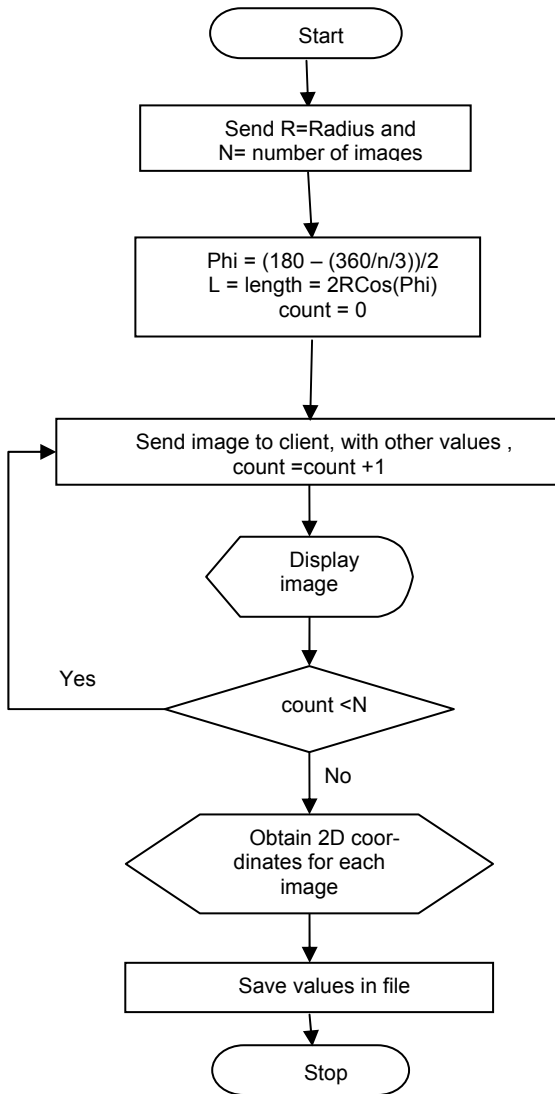 Start
Send R=Radius and
N= number of images
Phi = (180 – (360/n/3))/2
L = length = 2RCos(Phi)
count = 0
Send image to client, with other values ,
count =count +1
Display
image
Yes
count <N
No
Obtain 2D coor-
dinates for each
image
Save values in file
Stop